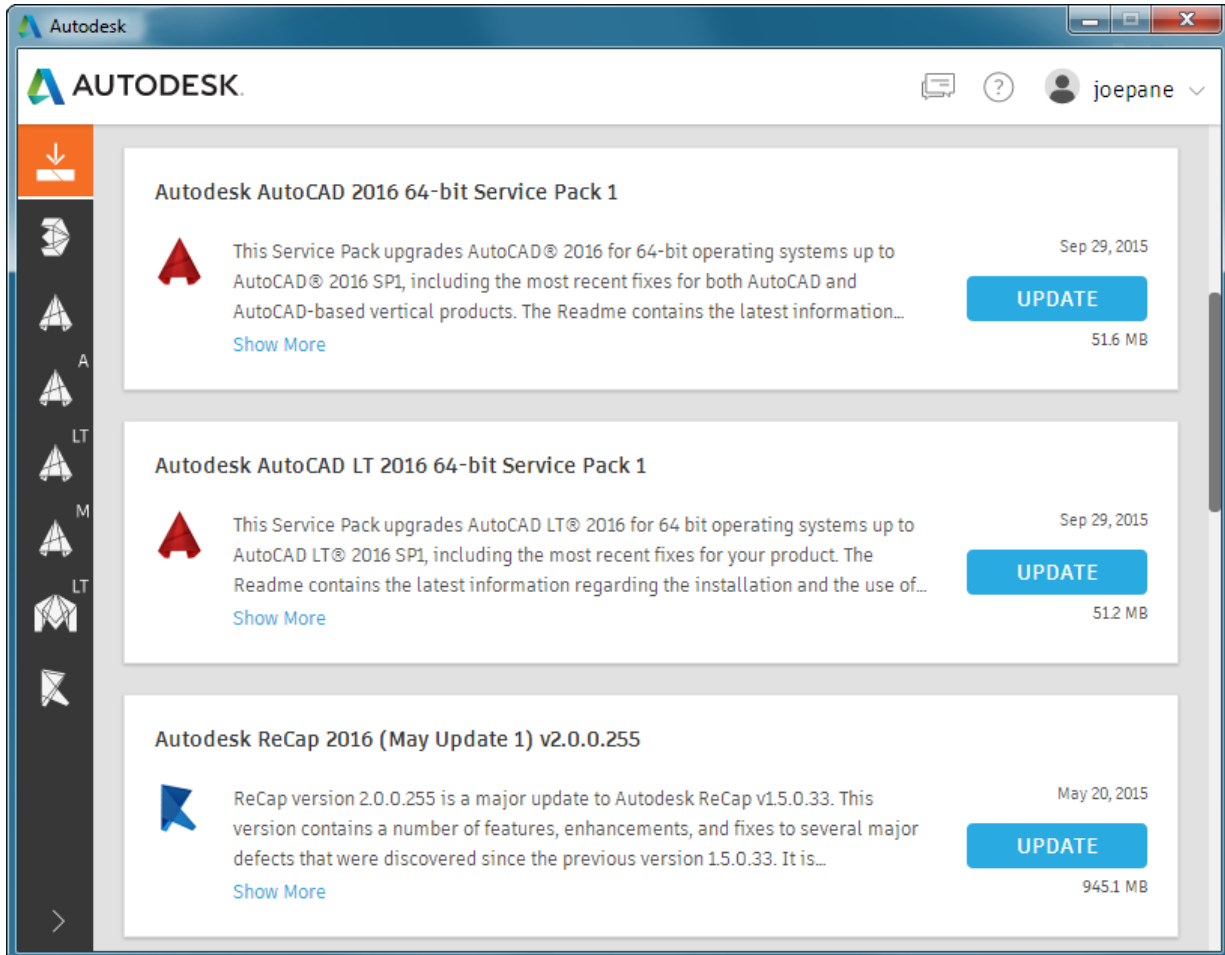 Autodesk
AUTODESK.
joepane
A
LT
M
LT
Autodesk AutoCAD 2016 64-bit Service Pack 1
This Service Pack upgrades AutoCAD® 2016 for 64-bit operating systems up to
AutoCAD® 2016 SP1, including the most recent fixes for both AutoCAD and
AutoCAD-based vertical products. The Readme contains the latest information...
Show More
Sep 29, 2015
UPDATE
51.6 MB
Autodesk AutoCAD LT 2016 64-bit Service Pack 1
This Service Pack upgrades AutoCAD LT® 2016 for 64 bit operating systems up to
AutoCAD LT® 2016 SP1, including the most recent fixes for your product. The
Readme contains the latest information regarding the installation and the use of...
Show More
Sep 29, 2015
UPDATE
51.2 MB
Autodesk ReCap 2016 (May Update 1) v2.0.0.255
ReCap version 2.0.0.255 is a major update to Autodesk ReCap v1.5.0.33. This
version contains a number of features, enhancements, and fixes to several major
defects that were discovered since the previous version 1.5.0.33. It is...
Show More
May 20, 2015
UPDATE
945.1 MB